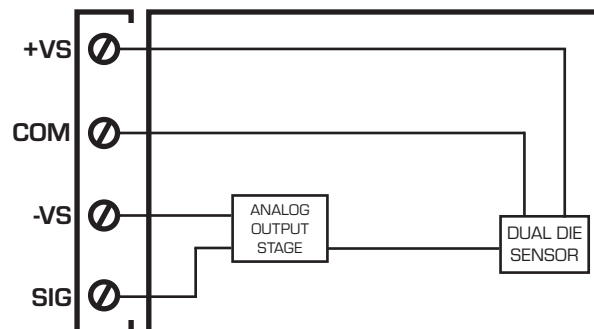 +VS
COM
-VS
SIG
ANALOG
OUTPUT
STAGE
DUAL DIE
SENSOR